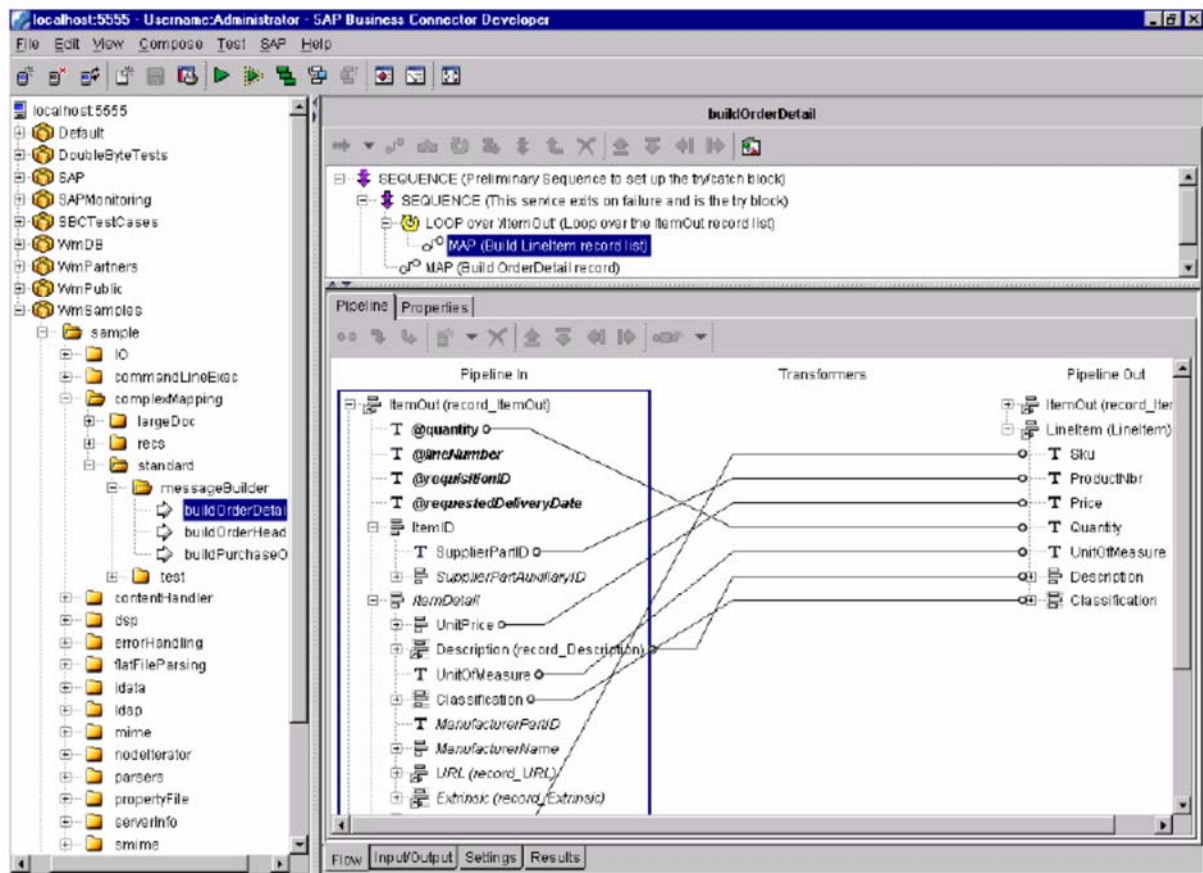 localhost:5555 - Username:Administrator - SAP Business Connector Developer
File Edit View Compose Test SAP Help
localhost:5555
Default
DoubleByteTests
SAP
SAPMonitoring
SBCTestCases
WmDB
WmPartners
WmPublic
WmSamples
sample
IO
commandLineExec
complexMapping
largeDoc
recs
standard
messageBuilder
buildOrderDetai
buildOrderHead
buildPurchaseO
test
contentHandler
dsp
errorHandling
flatFileParsing
idata
ldap
mime
nodeIterator
parsers
propertyFile
serverInfo
smime
buildOrderDetail
SEQUENCE (Preliminary Sequence to set up the try/catch block)
SEQUENCE (This service exits on failure and is the try block)
LOOP over '/ItemOut' (Loop over the ItemOut record list)
MAP (Build LineItem record list)
MAP (Build OrderDetail record)
Pipeline Properties
Pipeline In Transformers Pipeline Out
ItemOut (record_ItemOut)
@quantity
@lineNumber
@requisitionID
@requestedDeliveryDate
ItemID
SupplierPartID
SupplierPartAuxiliaryID
ItemDetail
UnitPrice
Description (record_Description)
UnitOfMeasure
Classification
ManufacturerPartID
ManufacturerName
URL (record_URL)
Extrinsic (record_Extrinsic)
ItemOut (record_Iter
LineItem (LineItem)
Sku
ProductNbr
Price
Quantity
UnitOfMeasure
Description
Classification
Flow Input/Output Settings Results